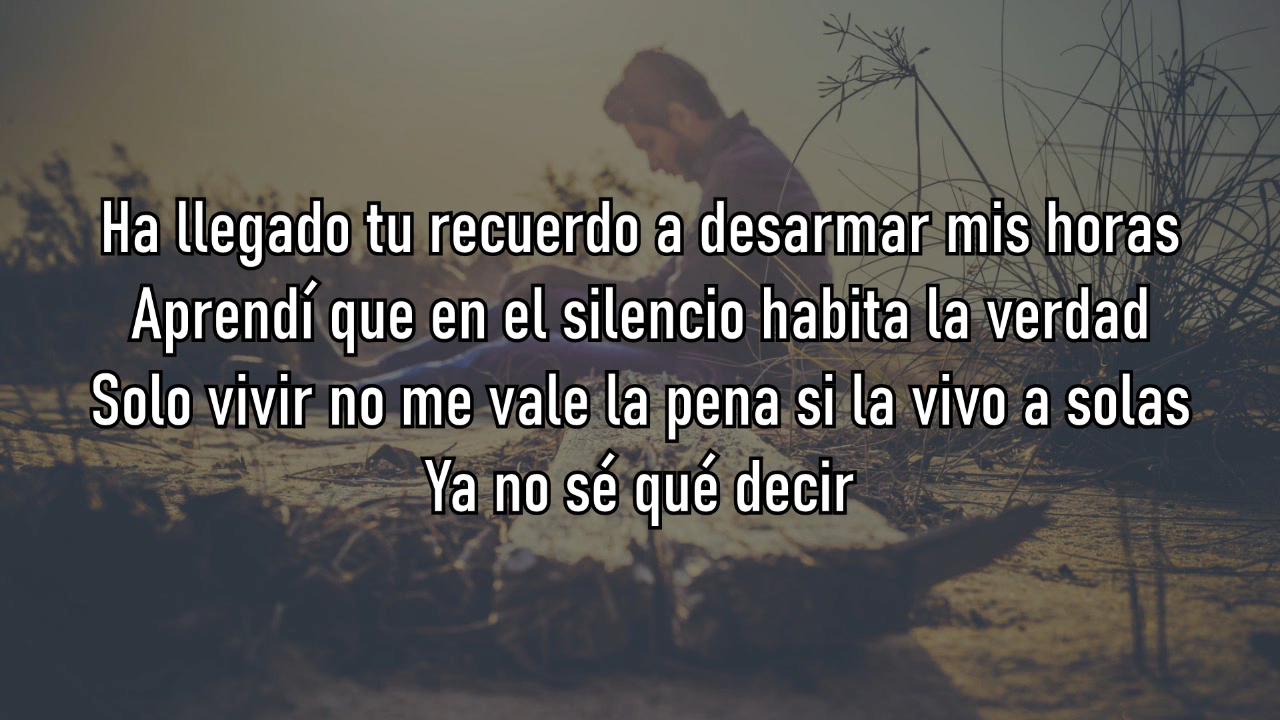 Ha llegado tu recuerdo a desarmar mis horas
Aprendí que en el silencio habita la verdad
Solo vivir no me vale la pena si la vivo a solas
Ya no sé qué decir